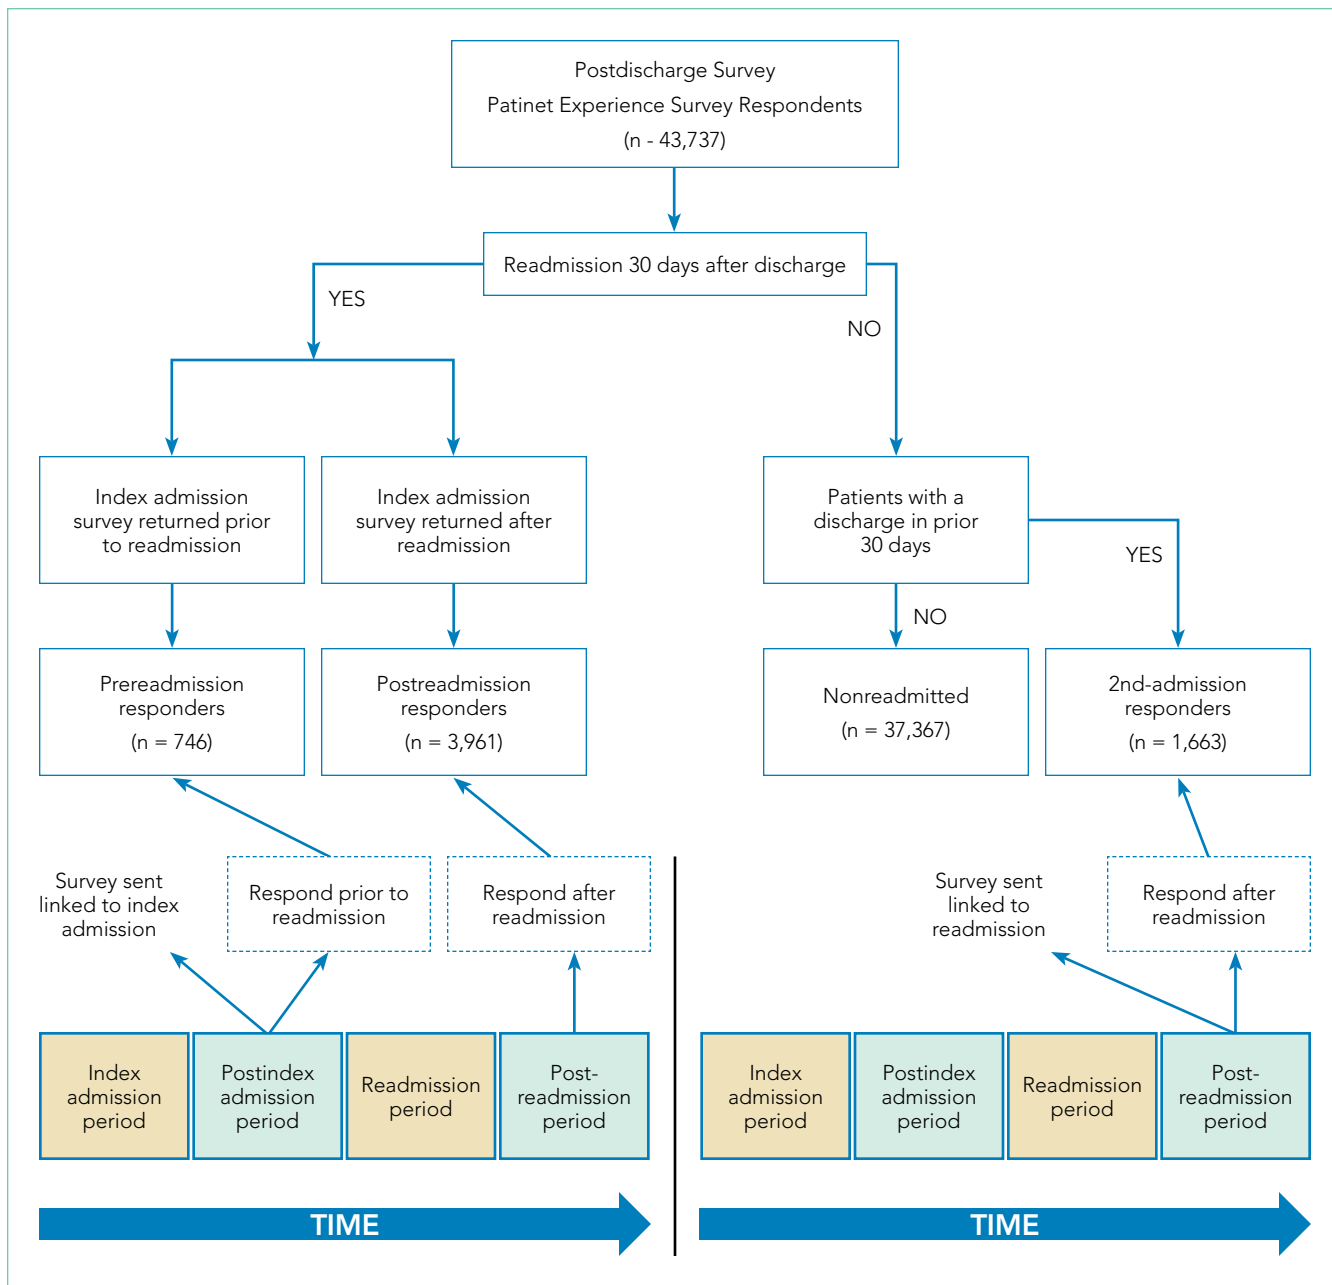 Postdischarge Survey
Patinet Experience Survey Respondents
(n - 43,737)
Readmission 30 days after discharge
YES
NO
Index admission
survey returned prior
to readmission
Index admission
survey returned after
readmission
Patients with a
discharge in prior
30 days
YES
NO
Prereadmission
responders
(n = 746)
Postreadmission
responders
(n = 3,961)
Nonreadmitted
(n = 37,367)
2nd-admission
responders
(n = 1,663)
Survey sent
linked to index
admission
Respond prior to
readmission
Respond after
readmission
Survey sent
linked to
readmission
Respond after
readmission
Index
admission
period
Postindex
admission
period
Readmission
period
Post-
readmission
period
Index
admission
period
Postindex
admission
period
Readmission
period
Post-
readmission
period
TIME
TIME